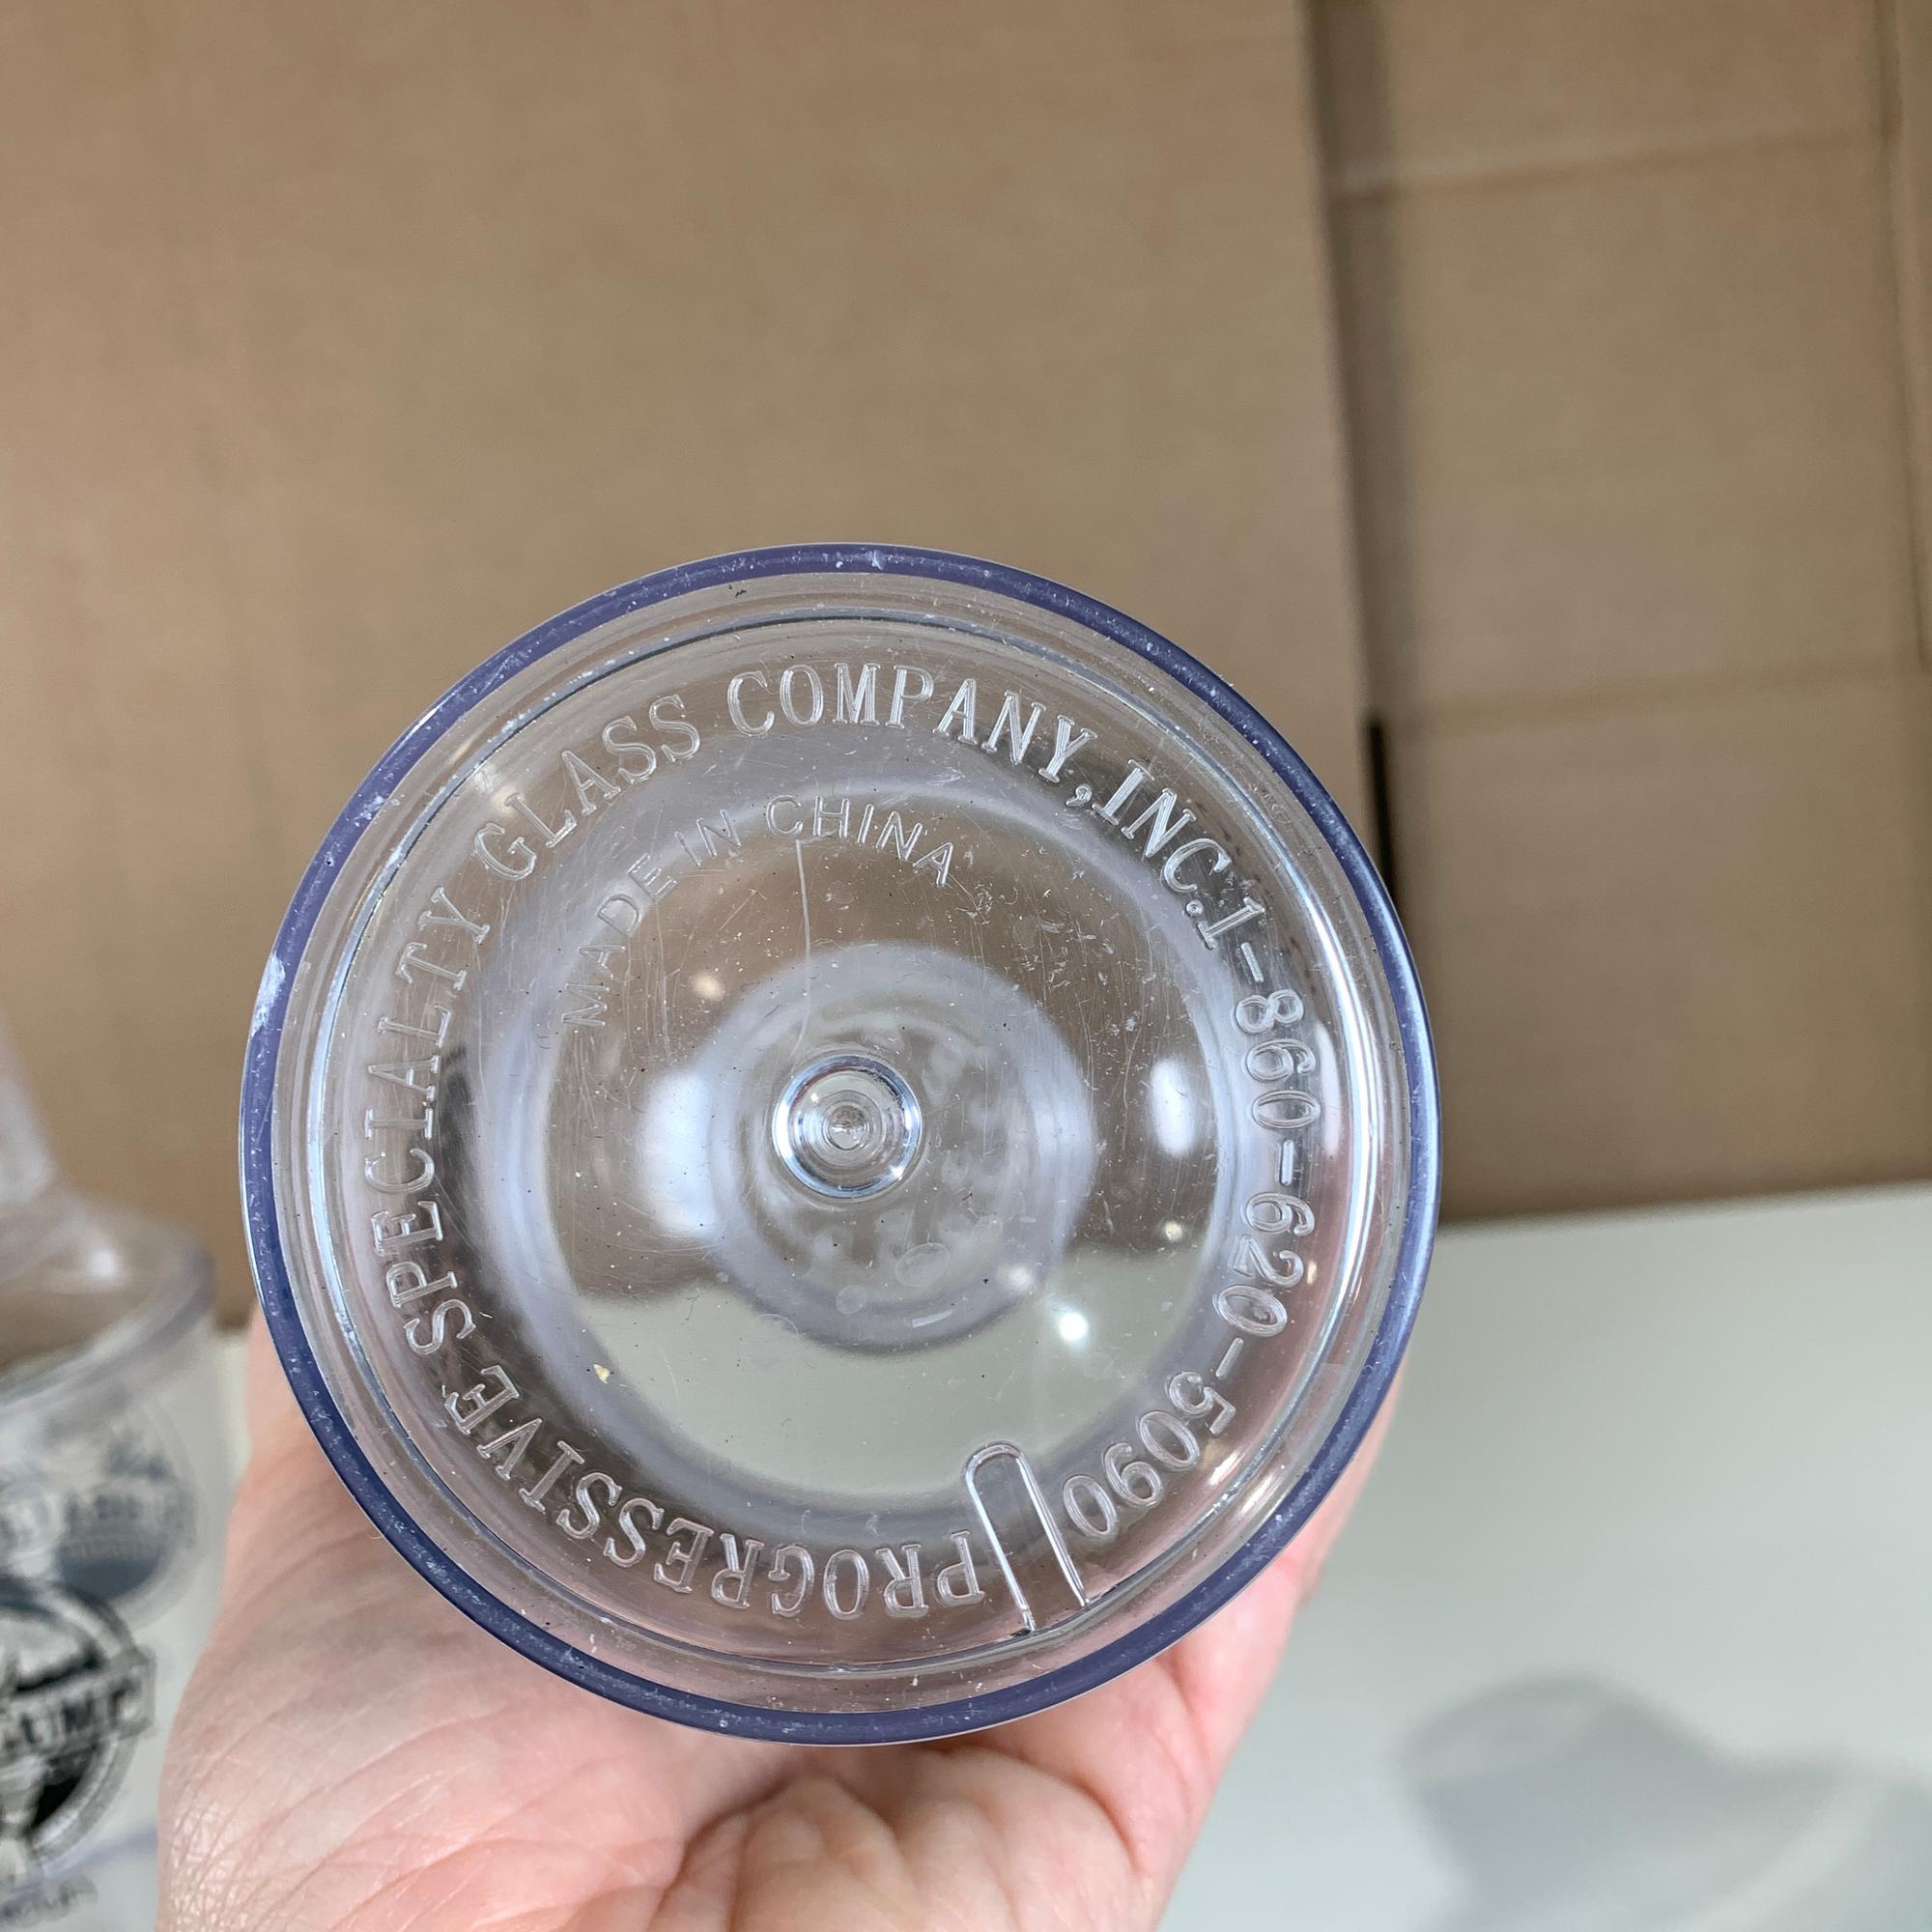 PROGRESSIVE SPECIALTY GLASS COMPANY,INC.1-860-620-5090
MADE IN CHINA